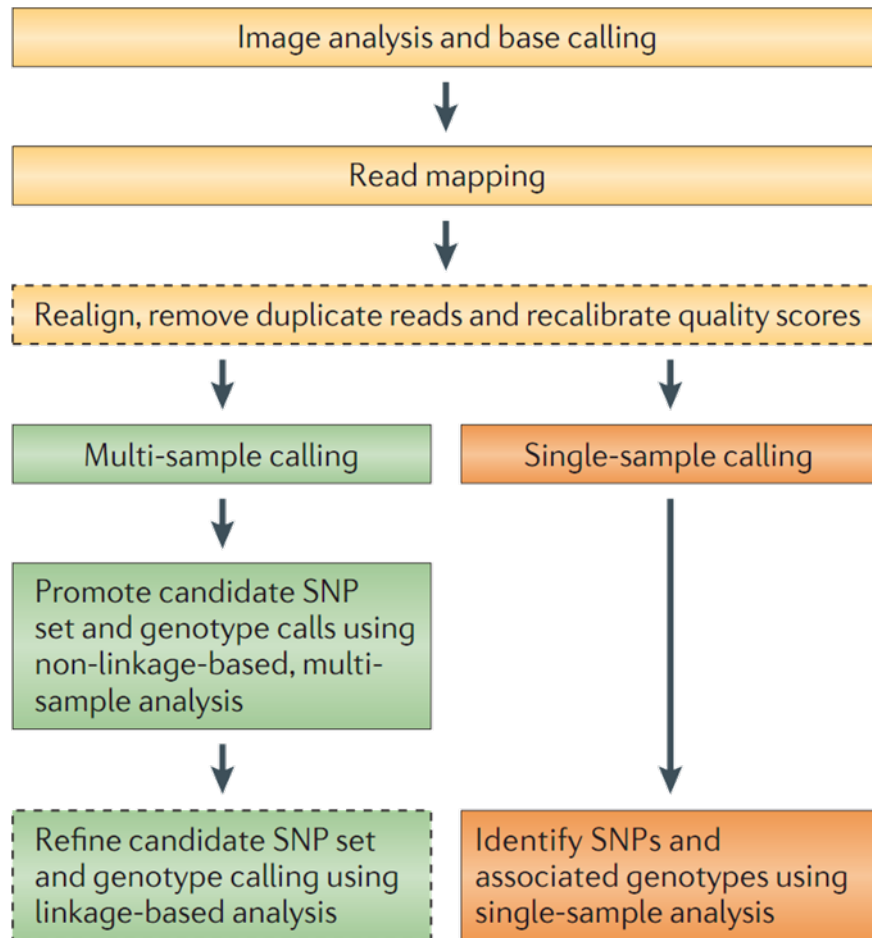 Image analysis and base calling
Read mapping
Realign, remove duplicate reads and recalibrate quality scores
Multi-sample calling
Single-sample calling
Promote candidate SNP
set and genotype calls using
non-linkage-based, multi-
sample analysis
Refine candidate SNP set
and genotype calling using
linkage-based analysis
Identify SNPs and
associated genotypes using
single-sample analysis